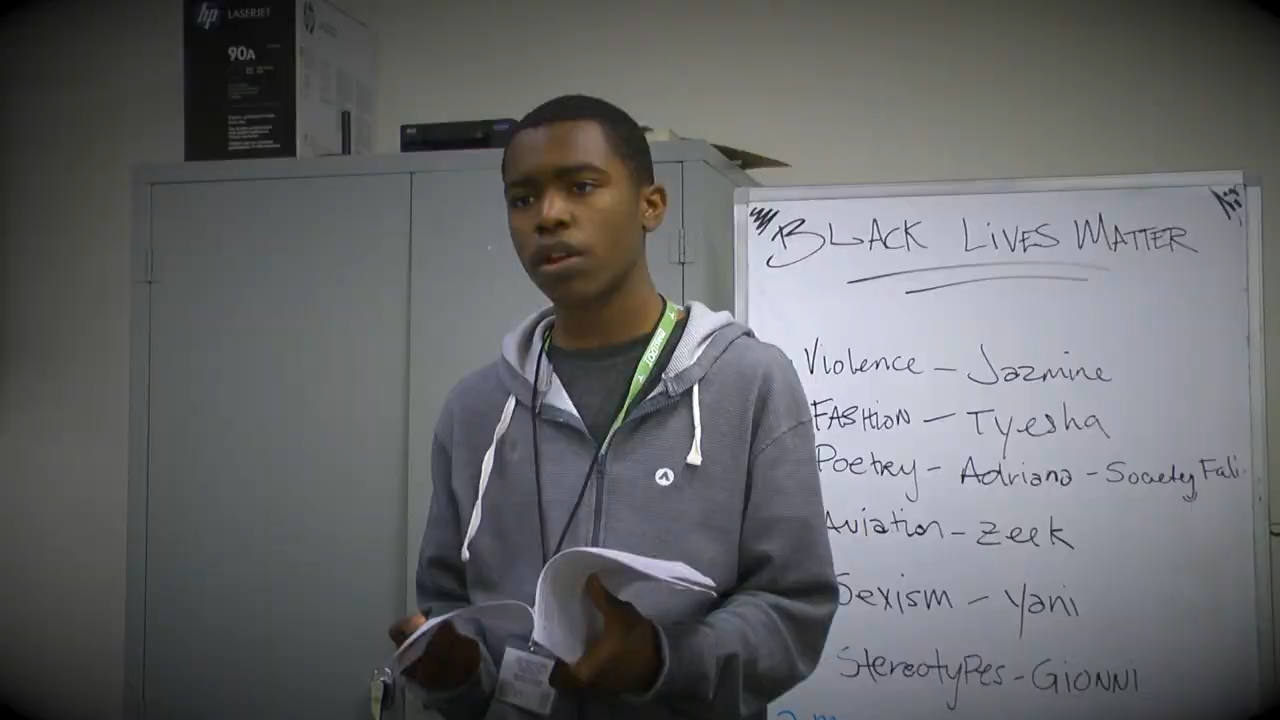 hp LASERJET
90A
BLACK LIVES MATTER
Violence - Jazmine
FASHION - Tyesha
Poetry - Adriana - Society Fali
Aviation - Zeek
Sexism - Yani
Stereotypes - GIONNI